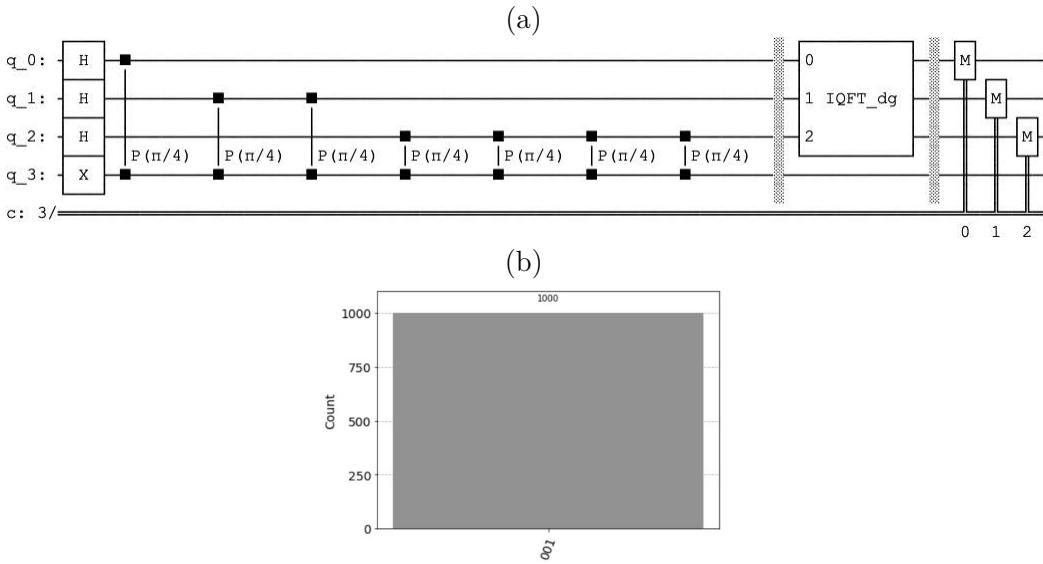 (a)
q_0: H 0 M
q_1: H 1 IQFT_dg M
q_2: H 2 M
P(π/4) P(π/4) P(π/4) P(π/4) P(π/4) P(π/4) P(π/4)
q_3: X
c: 3/
0 1 2
(b)
1000
1000
750
500
250
0
Count
001